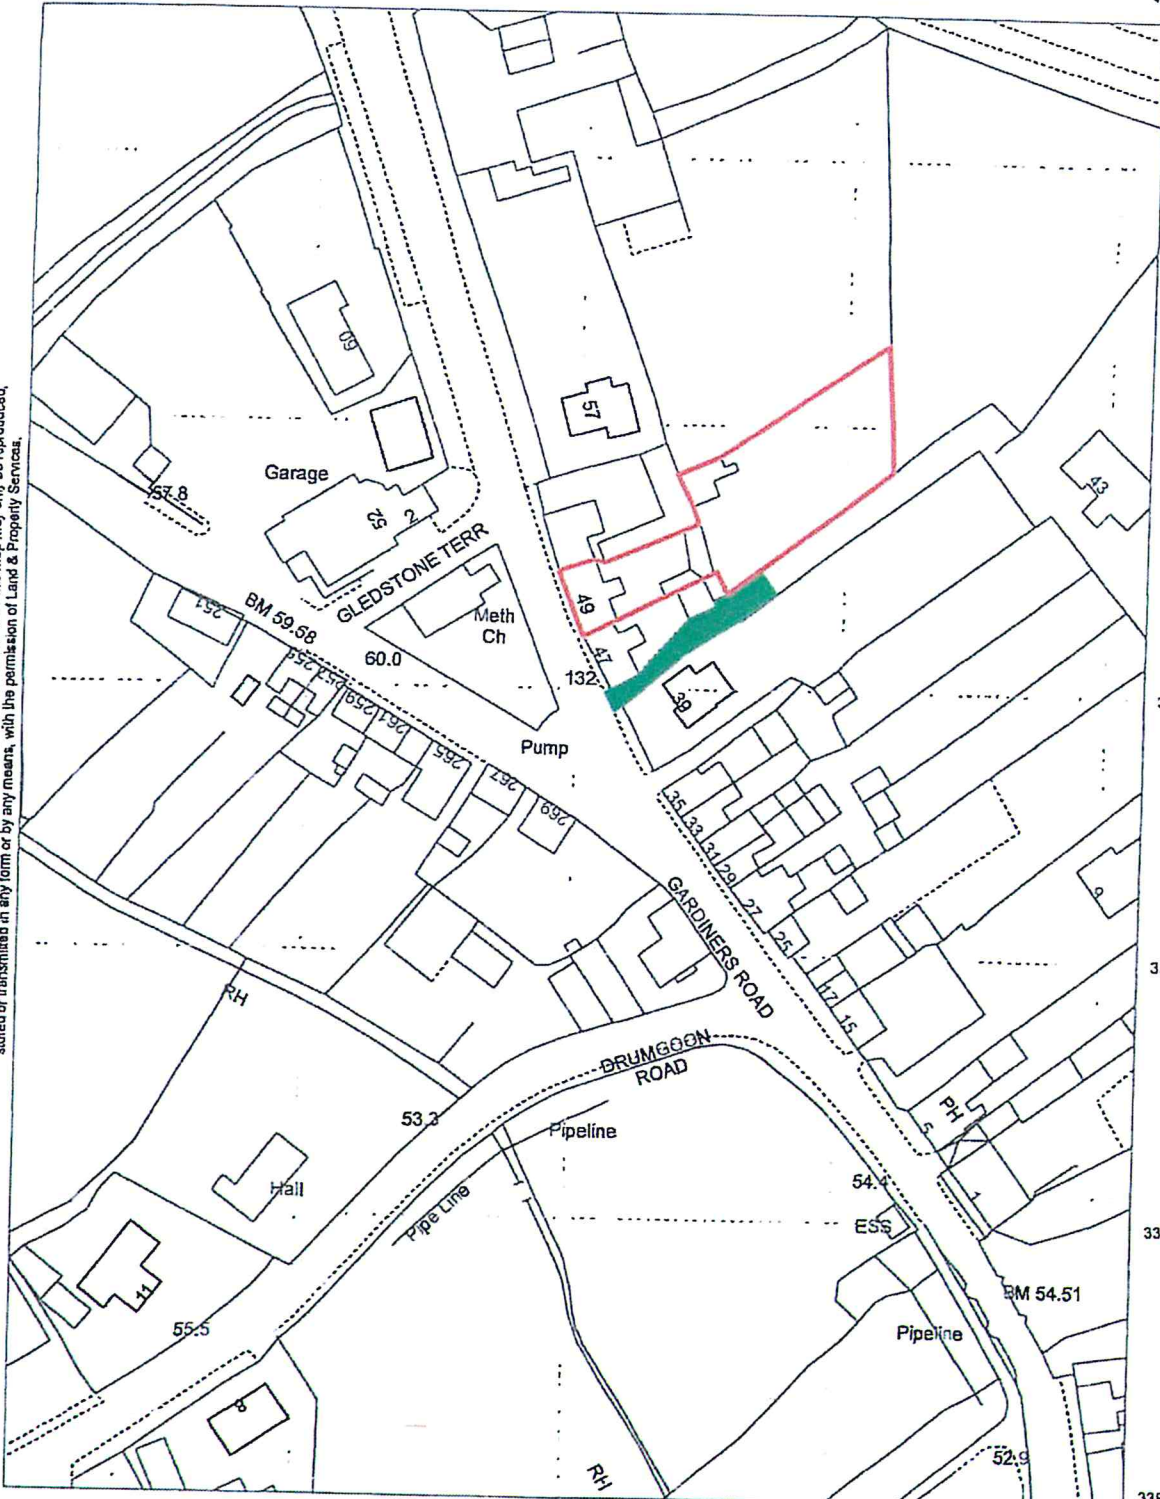 stored or transmitted in any form or by any means, with the permission of Land & Property Services,
60
57
Garage
57.8
52
2
GLEDSTONE TERR
43
Meth
Ch
49
251
BM 59.68
47
60.0
132
39
257
259
261
265
Pump
267
269
35
33
31
29
27
25
GARDINERS ROAD
9
17
15
RH
DRUMGOON
ROAD
53.3
Pipeline
PH
5
Hall
Pipe Line
54.4
1
ESS
33
11
BM 54.51
55.5
Pipeline
8
RH
52.9